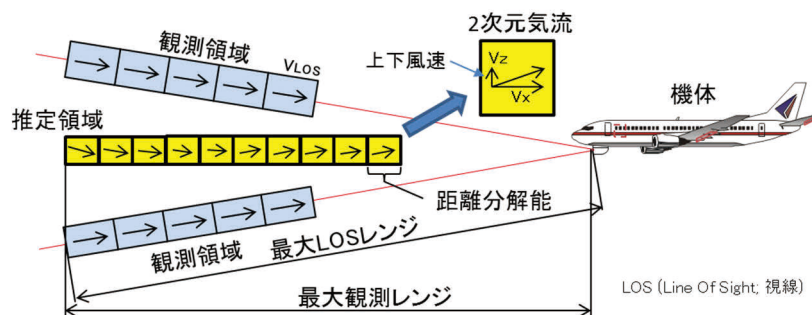 2次元気流
観測領域
VLOS
上下風速
Vz
Vx
機体
推定領域
距離分解能
観測領域
最大LOSレンジ
最大観測レンジ
LOS (Line Of Sight; 視線)